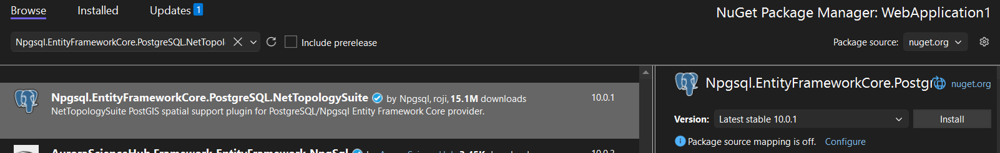 Browse Installed Updates 1
NuGet Package Manager: WebApplication1
Npgsql.EntityFrameworkCore.PostgreSQL.NetTopol
Include prerelease
Package source: nuget.org
Npgsql.EntityFrameworkCore.PostgreSQL.NetTopologySuite by Npgsql, roji, 15.1M downloads 10.0.1
NetTopologySuite PostGIS spatial support plugin for PostgreSQL/Npgsql Entity Framework Core provider.
Npgsql.EntityFrameworkCore.Postgr nuget.org
Version: Latest stable 10.0.1 Install
Package source mapping is off. Configure